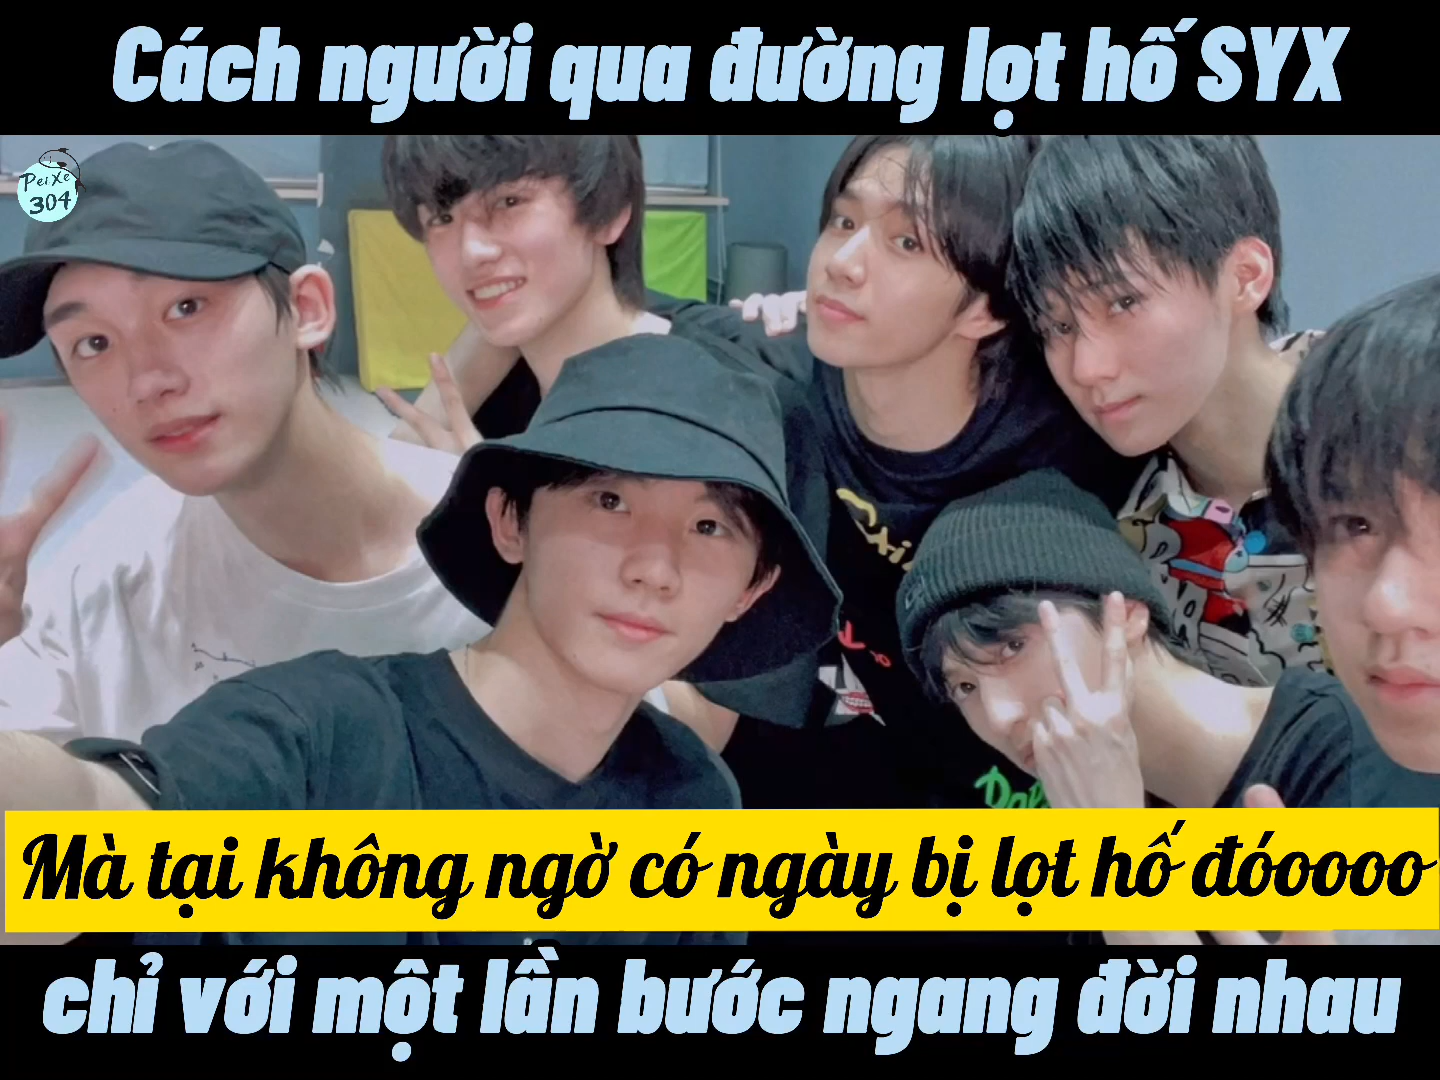 Cách người qua đường lọt hố SYX
PeiXe
304
Mà tại không ngờ có ngày bị lọt hố đóoooo
chỉ với một lần bước ngang đời nhau